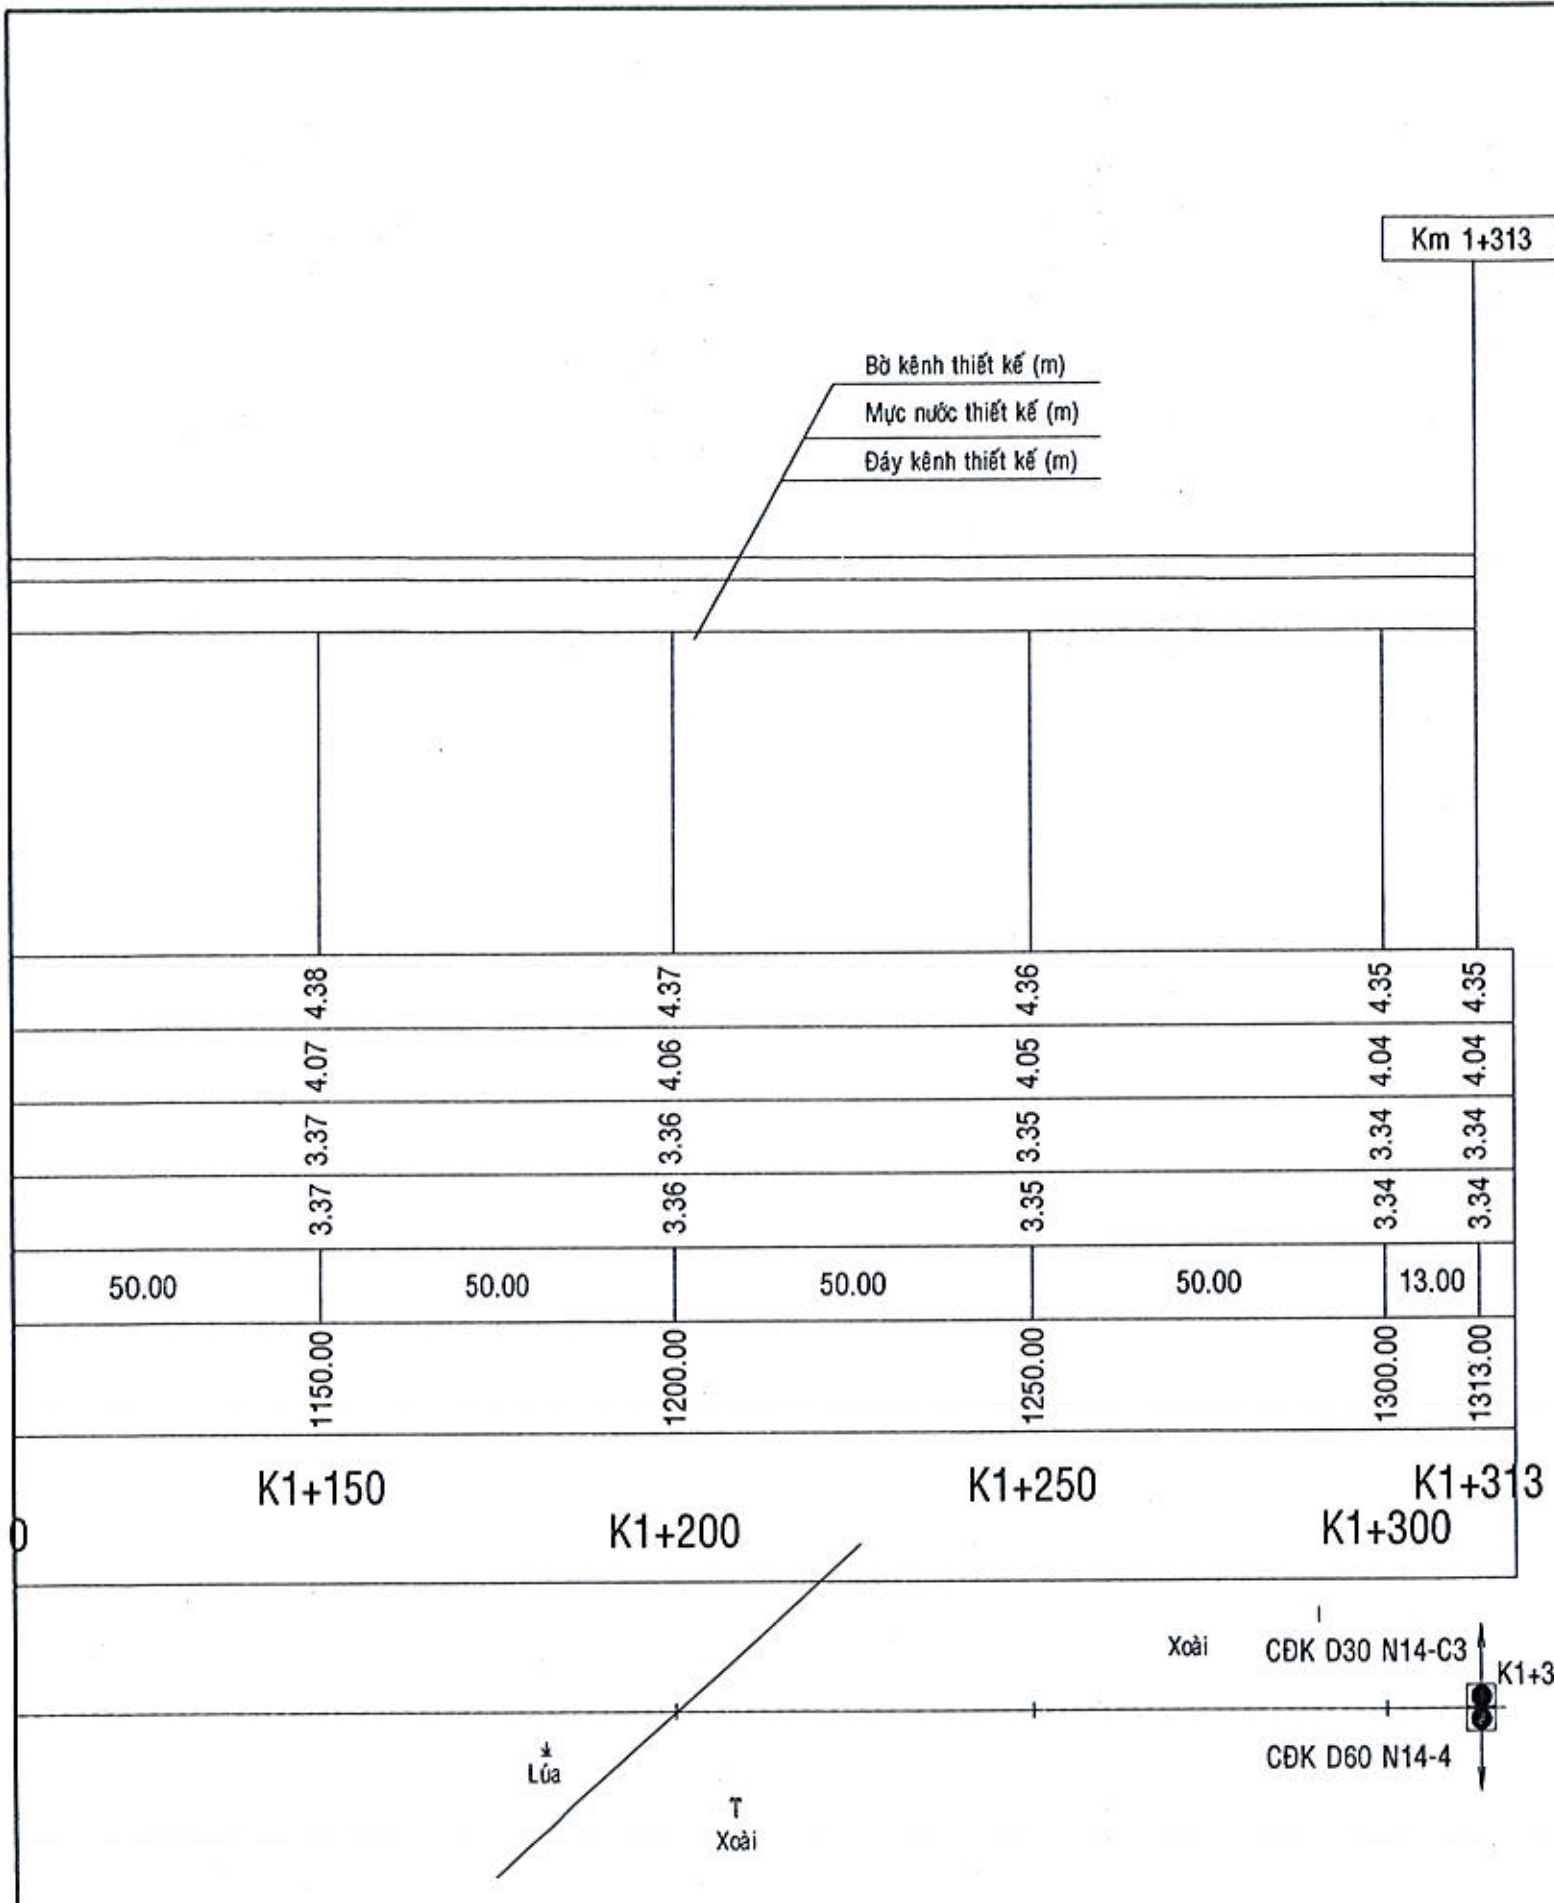 Km 1+313
Bờ kênh thiết kế (m)
Mực nước thiết kế (m)
Đáy kênh thiết kế (m)
4.38 4.37 4.36 4.35 4.35
4.07 4.06 4.05 4.04 4.04
3.37 3.36 3.35 3.34 3.34
3.37 3.36 3.35 3.34 3.34
50.00 50.00 50.00 50.00 13.00
1150.00 1200.00 1250.00 1300.00 1313.00
K1+150 K1+250 K1+313
0 K1+200 K1+300
Xoài CĐK D30 N14-C3
K1+3
CĐK D60 N14-4
Lúa
Xoài